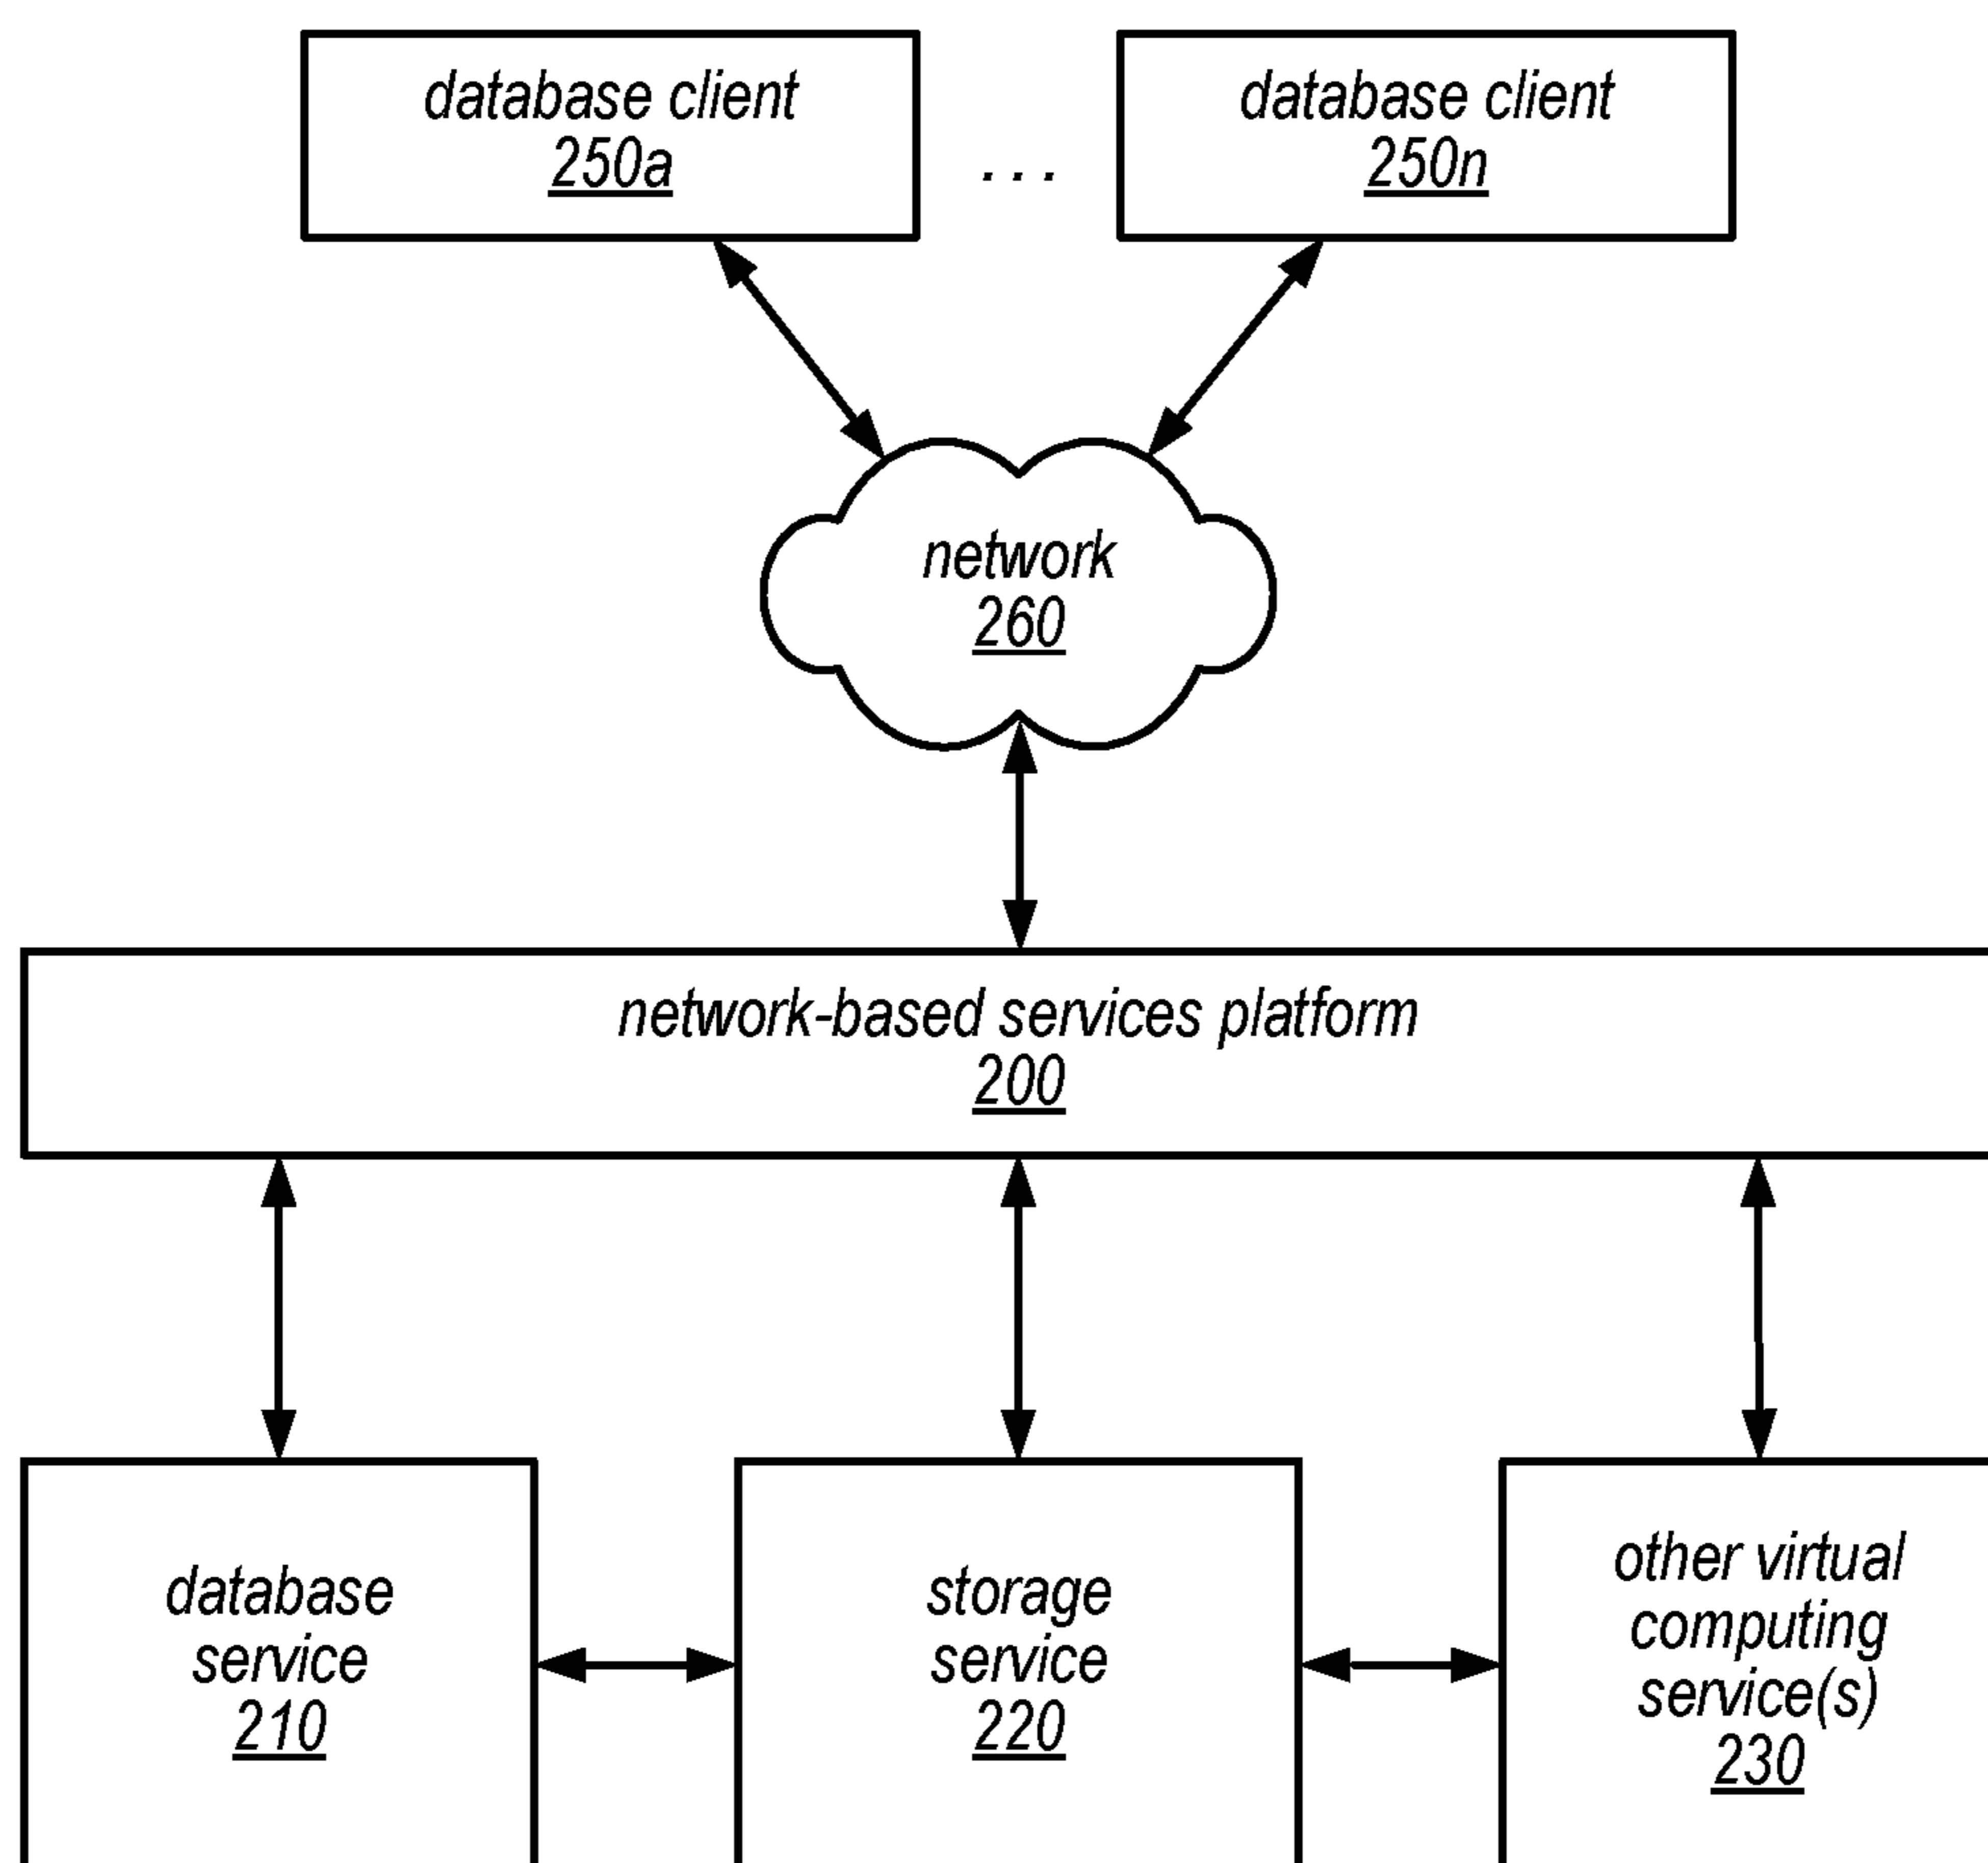 database client
250a
...
database client
250n
network
260
network-based services platform
200
database
service
210
storage
service
220
other virtual
computing
service(s)
230